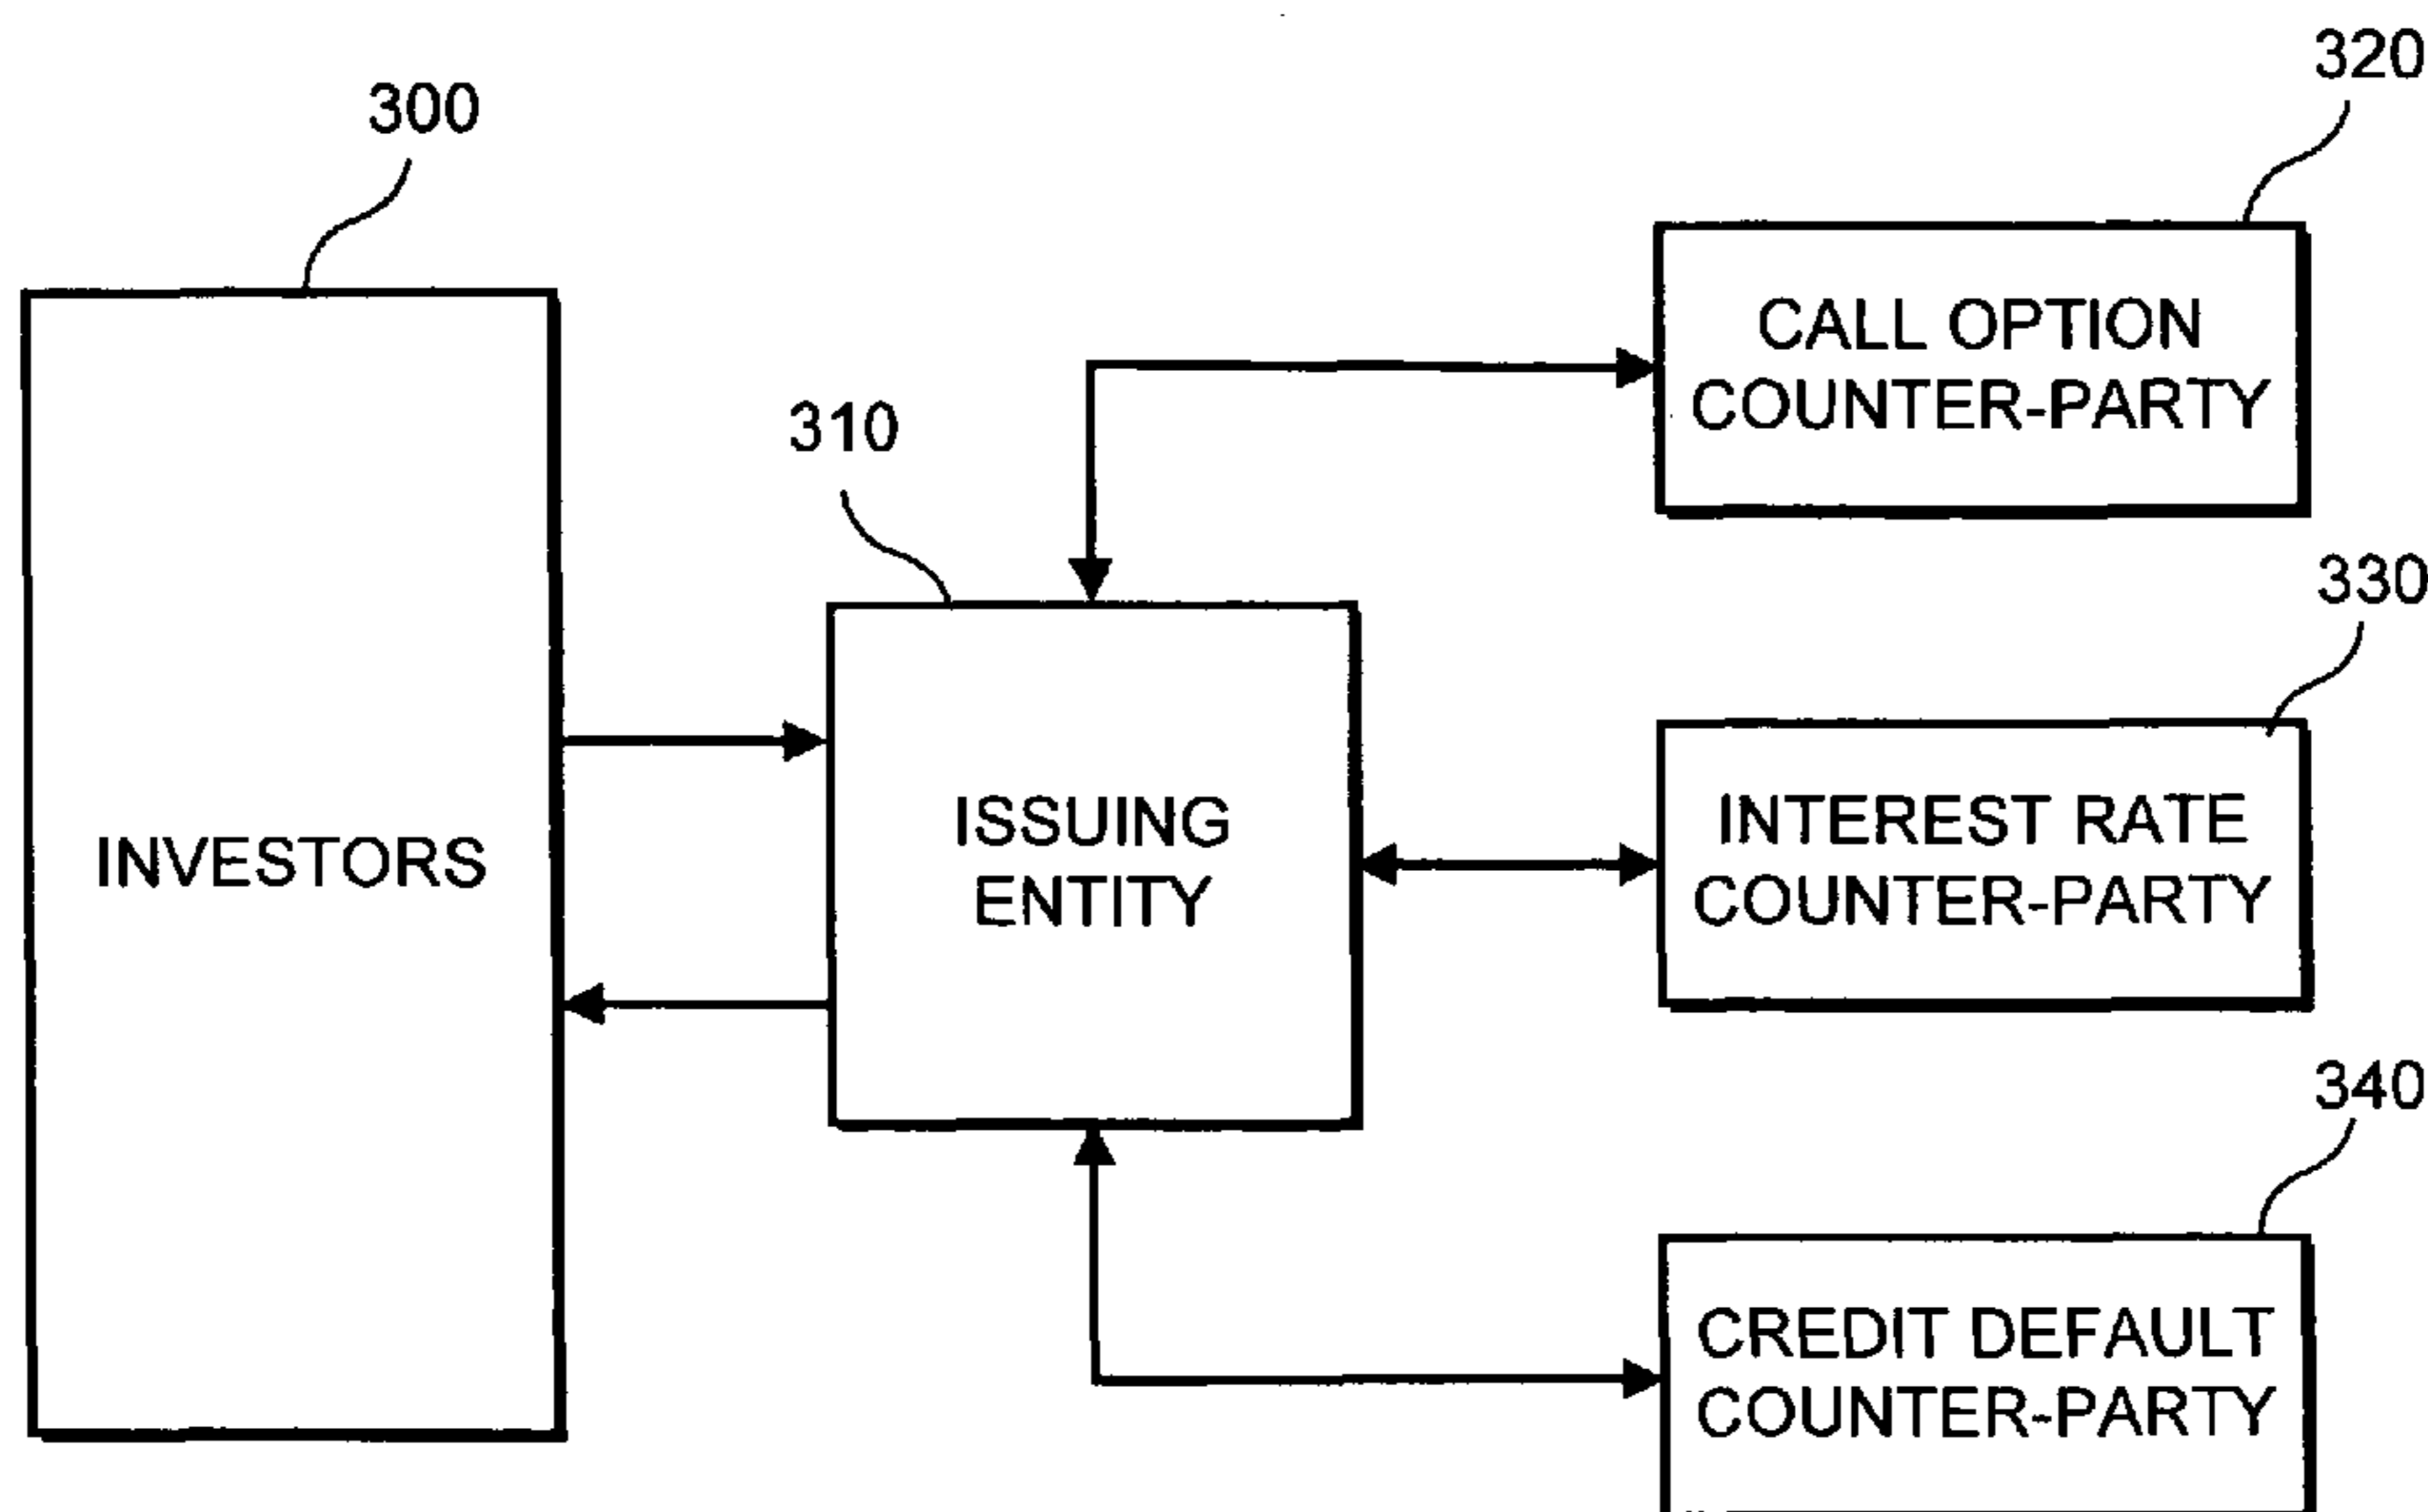 300
320
CALL OPTION
COUNTER-PARTY
310
330
INVESTORS
ISSUING
ENTITY
INTEREST RATE
COUNTER-PARTY
340
CREDIT DEFAULT
COUNTER-PARTY